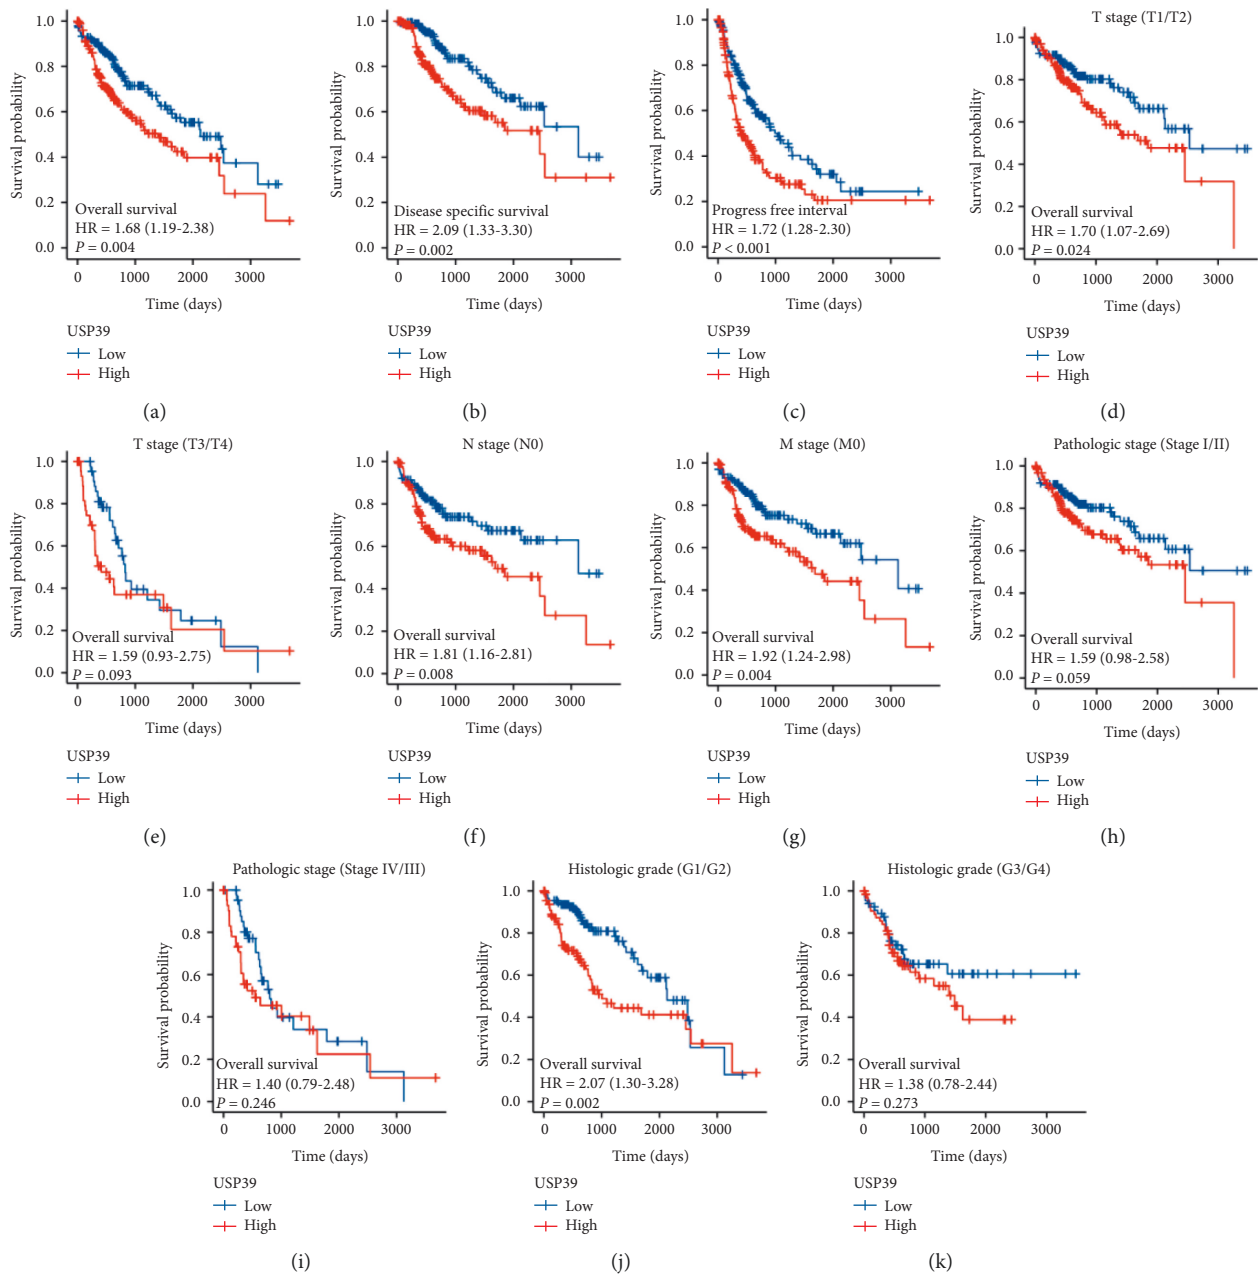 1.0
0.8
0.6
0.4
0.2
0.0
Survival probability
Overall survival
HR = 1.68 (1.19-2.38)
P = 0.004
0 1000 2000 3000
Time (days)
USP39
Low
High
(a)
1.0
0.8
0.6
0.4
0.2
0.0
Survival probability
Disease specific survival
HR = 2.09 (1.33-3.30)
P = 0.002
0 1000 2000 3000
Time (days)
USP39
Low
High
(b)
1.0
0.8
0.6
0.4
0.2
0.0
Survival probability
Progress free interval
HR = 1.72 (1.28-2.30)
P < 0.001
0 1000 2000 3000
Time (days)
USP39
Low
High
(c)
T stage (T1/T2)
1.0
0.8
0.6
0.4
0.2
0.0
Survival probability
Overall survival
HR = 1.70 (1.07-2.69)
P = 0.024
0 1000 2000 3000
Time (days)
USP39
Low
High
(d)
T stage (T3/T4)
1.0
0.8
0.6
0.4
0.2
0.0
Survival probability
Overall survival
HR = 1.59 (0.93-2.75)
P = 0.093
0 1000 2000 3000
Time (days)
USP39
Low
High
(e)
N stage (N0)
1.0
0.8
0.6
0.4
0.2
0.0
Survival probability
Overall survival
HR = 1.81 (1.16-2.81)
P = 0.008
0 1000 2000 3000
Time (days)
USP39
Low
High
(f)
M stage (M0)
1.0
0.8
0.6
0.4
0.2
0.0
Survival probability
Overall survival
HR = 1.92 (1.24-2.98)
P = 0.004
0 1000 2000 3000
Time (days)
USP39
Low
High
(g)
Pathologic stage (Stage I/II)
1.0
0.8
0.6
0.4
0.2
0.0
Survival probability
Overall survival
HR = 1.59 (0.98-2.58)
P = 0.059
0 1000 2000 3000
Time (days)
USP39
Low
High
(h)
Pathologic stage (Stage IV/III)
1.0
0.8
0.6
0.4
0.2
0.0
Survival probability
Overall survival
HR = 1.40 (0.79-2.48)
P = 0.246
0 1000 2000 3000
Time (days)
USP39
Low
High
(i)
Histologic grade (G1/G2)
1.0
0.8
0.6
0.4
0.2
0.0
Survival probability
Overall survival
HR = 2.07 (1.30-3.28)
P = 0.002
0 1000 2000 3000
Time (days)
USP39
Low
High
(j)
Histologic grade (G3/G4)
1.0
0.8
0.6
0.4
0.2
0.0
Survival probability
Overall survival
HR = 1.38 (0.78-2.44)
P = 0.273
0 1000 2000 3000
Time (days)
USP39
Low
High
(k)